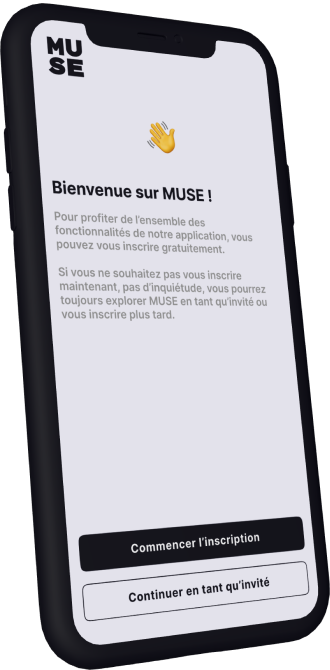 MU
SE
Bienvenue sur MUSE !
Pour profiter de l'ensemble des
fonctionnalités de notre application, vous
pouvez vous inscrire gratuitement.
Si vous ne souhaitez pas vous inscrire
maintenant, pas d'inquiétude, vous pourrez
toujours explorer MUSE en tant qu'invité ou
vous inscrire plus tard.
Commencer l'inscription
Continuer en tant qu'invité